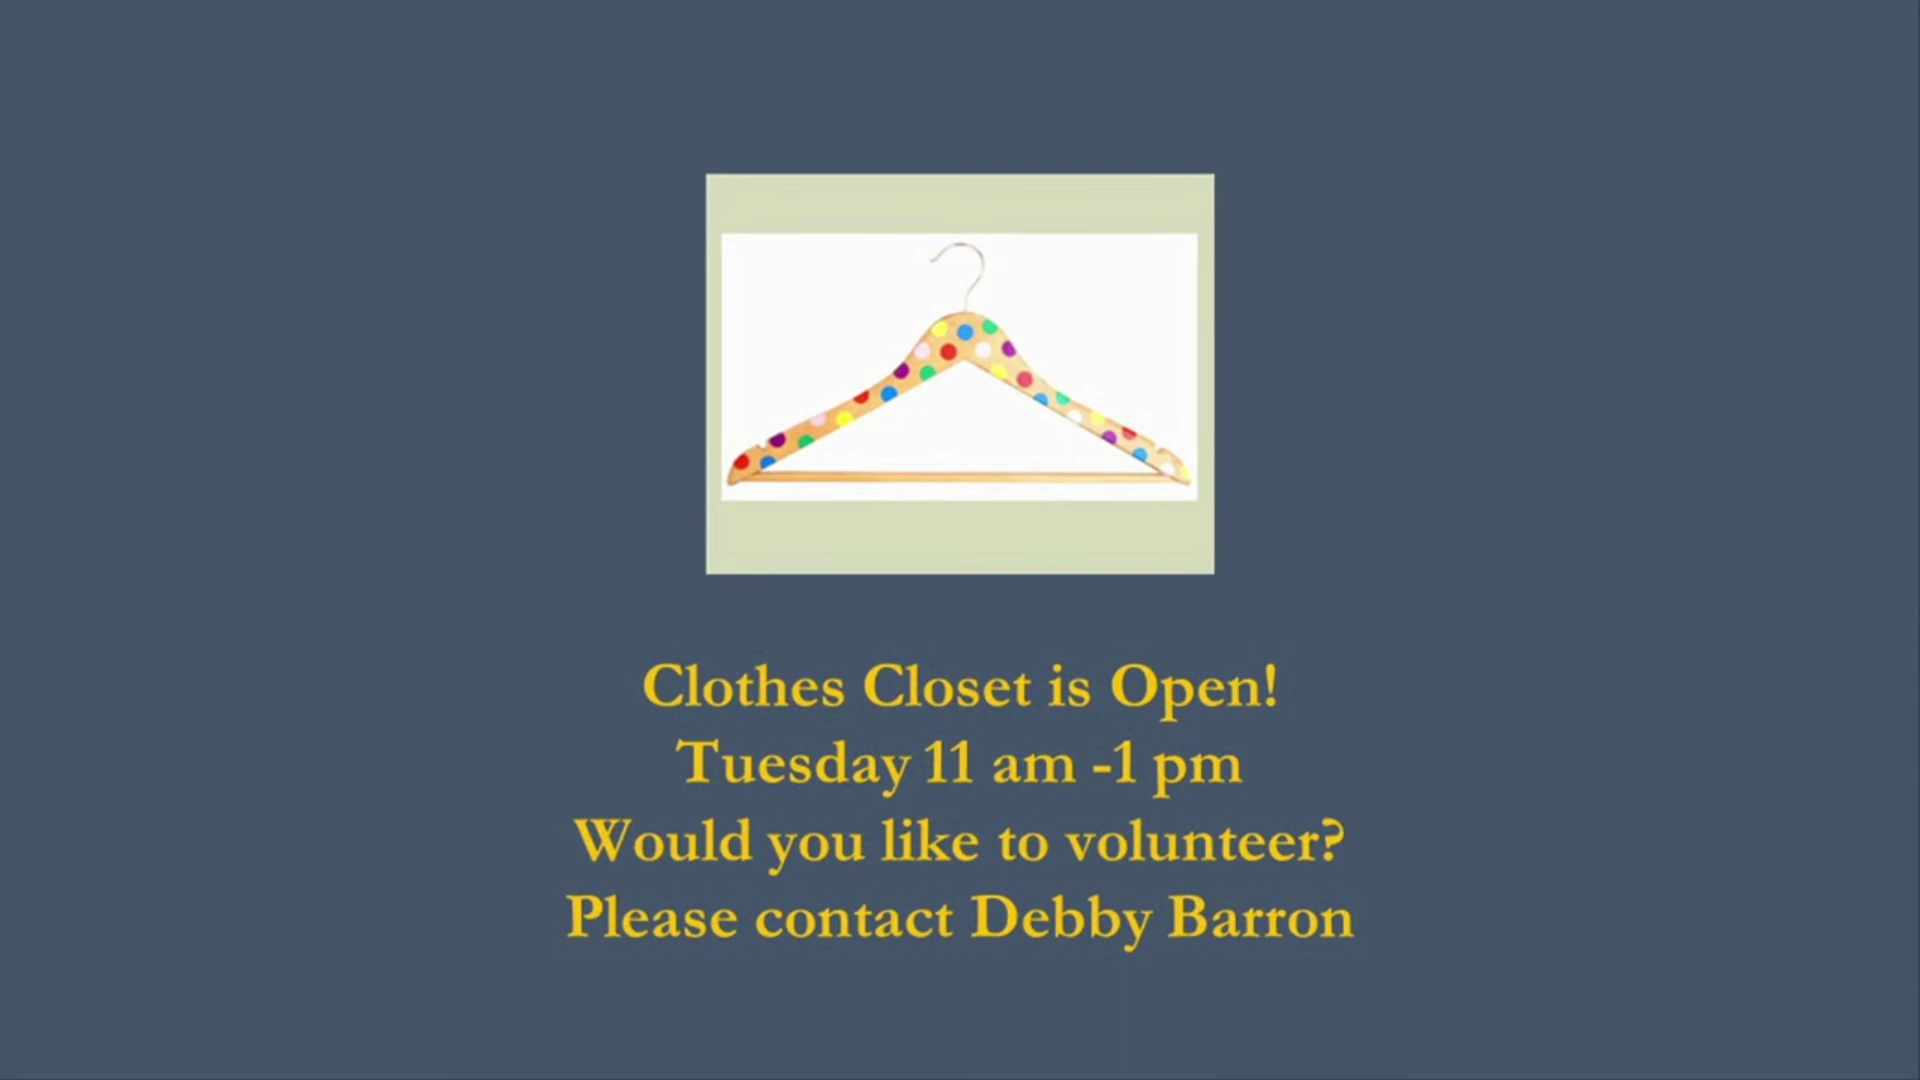 Clothes Closet is Open!
Tuesday 11 am -1 pm
Would you like to volunteer?
Please contact Debby Barron